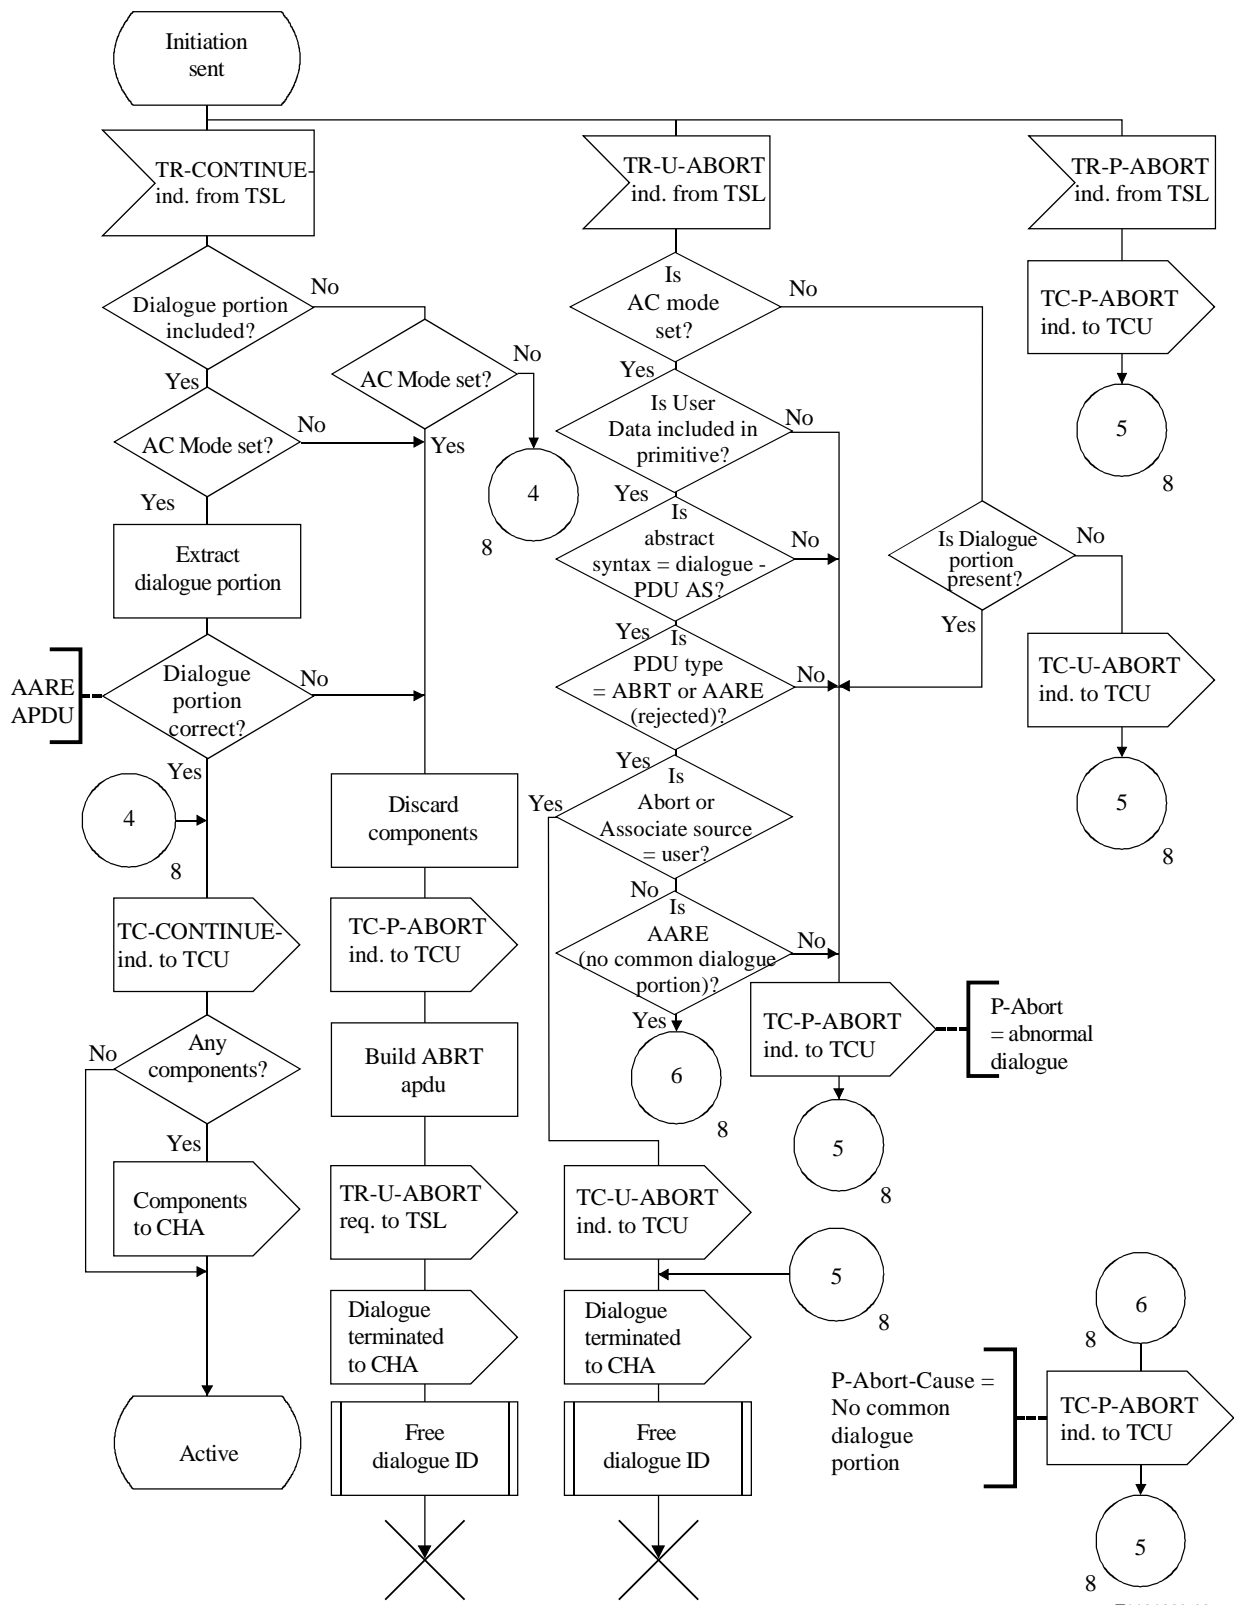 Initiation
sent
TR-CONTINUE-
ind. from TSL
TR-U-ABORT
ind. from TSL
TR-P-ABORT
ind. from TSL
Dialogue portion
included?
No
Yes
AC Mode set?
No
Yes
4
8
AC Mode set?
No
Yes
Extract
dialogue portion
AARE
APDU
Dialogue
portion
correct?
No
Yes
4
8
TC-CONTINUE-
ind. to TCU
Any
components?
No
Yes
Components
to CHA
Active
Discard
components
TC-P-ABORT
ind. to TCU
Build ABRT
apdu
TR-U-ABORT
req. to TSL
Dialogue
terminated
to CHA
Free
dialogue ID
Is
AC mode
set?
No
Yes
Is User
Data included in
primitive?
No
Yes
Is
abstract
syntax = dialogue -
PDU AS?
No
Yes
Is
PDU type
= ABRT or AARE
(rejected)?
No
Yes
Is
Abort or
Associate source
= user?
Yes
No
Is
AARE
(no common dialogue
portion)?
No
Yes
6
8
TC-U-ABORT
ind. to TCU
5
8
Dialogue
terminated
to CHA
Free
dialogue ID
TC-P-ABORT
ind. to TCU
P-Abort
= abnormal
dialogue
5
8
Is Dialogue
portion
present?
No
Yes
TC-U-ABORT
ind. to TCU
5
8
TC-P-ABORT
ind. to TCU
5
8
6
8
P-Abort-Cause =
No common
dialogue
portion
TC-P-ABORT
ind. to TCU
5
8